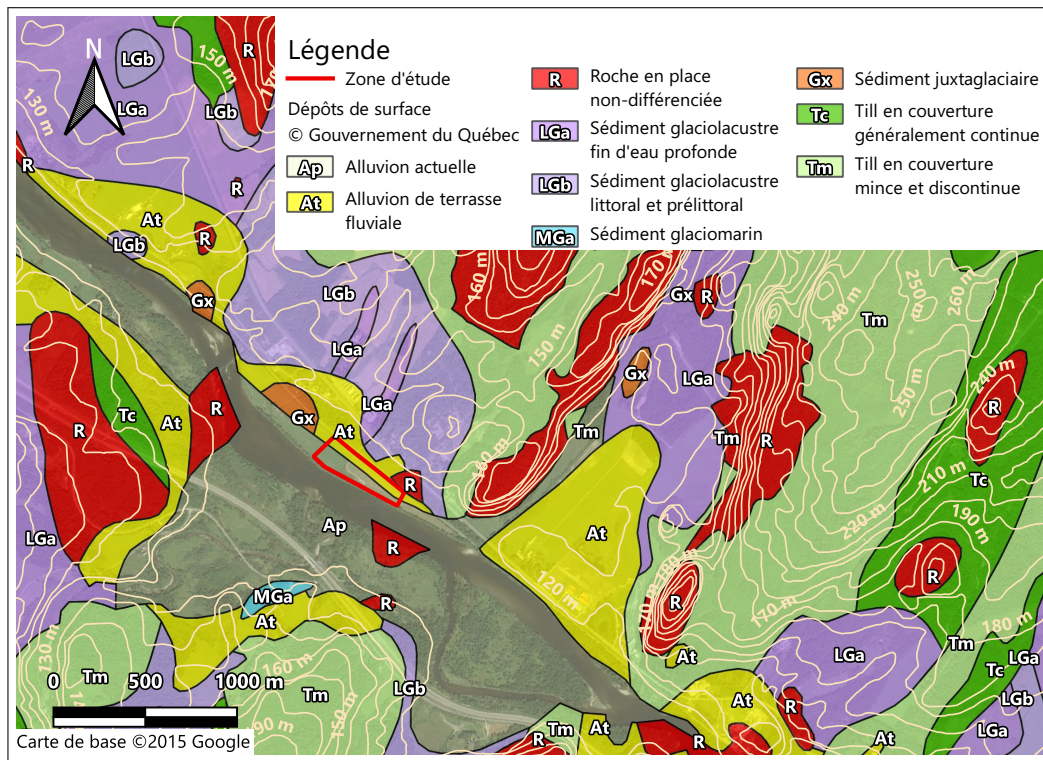 N
Légende
Zone d'étude
Dépôts de surface
© Gouvernement du Québec
Ap Alluvion actuelle
At Alluvion de terrasse
fluviale
R Roche en place
non-différenciée
LGa Sédiment glaciolacustre
fin d'eau profonde
LGb Sédiment glaciolacustre
littoral et prélittoral
MGa Sédiment glaciomarin
Gx Sédiment juxtaglaciaire
Tc Till en couverture
généralement continue
Tm Till en couverture
mince et discontinue
LGb
150 m
R
130 m
LGa
LGb
R
R
At
R
LGb
Gx
LGb
160 m
170 m
Gx
R
240 m
250 m
260 m
Tm
150 m
LGa
Gx
LGa
240 m
250 m
R
Tc
At
R
Gx
At
LGa
R
Tm
Tm
R
R
Tc
210 m
Ap
R
At
220 m
190 m
LGa
MGa
At
R
120 m
170 m
180 m
R
170 m
R
180 m
130 m
Tm
160 m
Tm
150 m
90 m
LGb
At
LGa
Tm
Tc
LGa
LGb
LGa
At
R
Tm
At
R
R
At
0 500 1000 m
Carte de base ©2015 Google